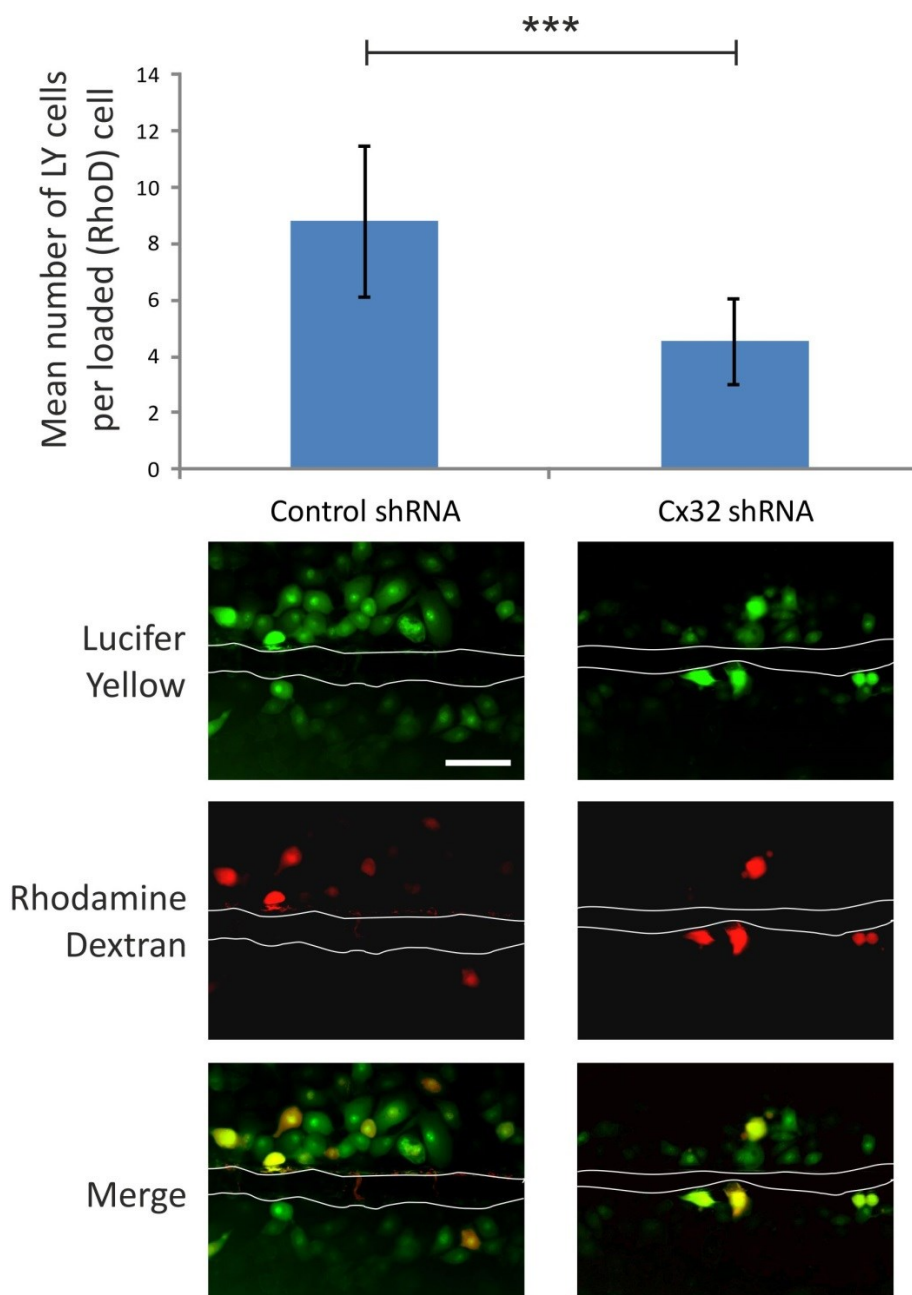 ***
Mean number of LY cells
per loaded (RhoD) cell
14
12
10
8
6
4
2
0
Control shRNA
Cx32 shRNA
Lucifer
Yellow
Rhodamine
Dextran
Merge